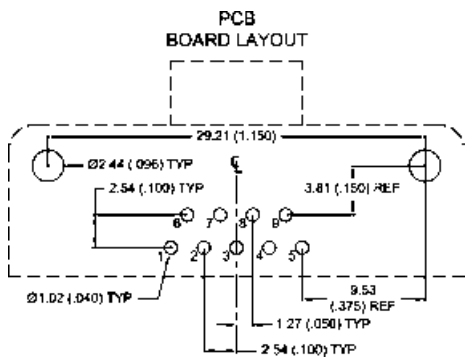 PCB
BOARD LAYOUT
29.21 (1.150)
Ø2.44 (.096) TYP
℄
2.54 (.100) TYP
3.81 (.150) REF
6 7 8 9
1 2 3 4 5
Ø1.02 (.040) TYP
9.53
(.375) REF
1.27 (.050) TYP
2.54 (.100) TYP